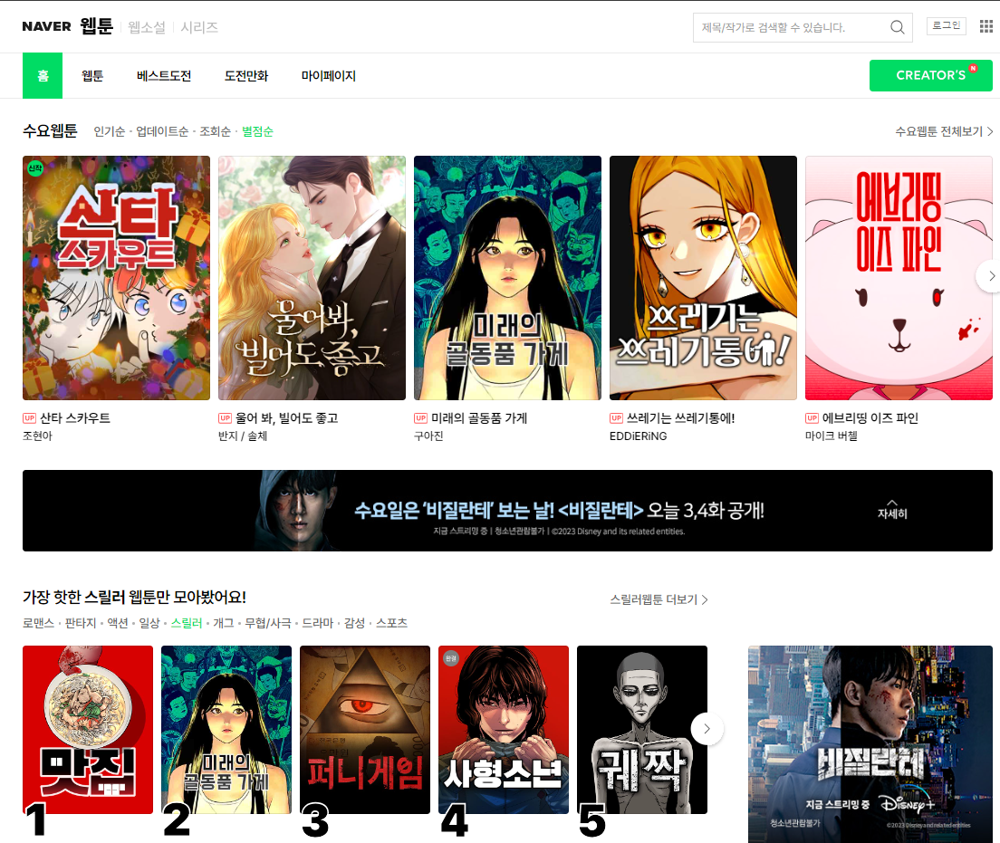 NAVER 웹툰 웹소설 시리즈
제목/작가로 검색할 수 있습니다.
로그인
홈 웹툰 베스트도전 도전만화 마이페이지
CREATOR'S N
수요웹툰 인기순 · 업데이트순 · 조회순 · 별점순
수요웹툰 전체보기
신작
산타
스카우트
울어봐,
빌어도 좋고
미래의
골동품 가게
쓰레기는
쓰레기통에!
에브리띵
이즈 파인
UP 산타 스카우트
조현아
UP 울어 봐, 빌어도 좋고
반지 / 솔체
UP 미래의 골동품 가게
구아진
UP 쓰레기는 쓰레기통에!
EDDiERiNG
UP 에브리띵 이즈 파인
마이크 버첼
수요일은 '비질란테' 보는 날! <비질란테> 오늘 3,4화 공개!
지금 스트리밍 중 | 청소년관람불가 | ©2023 Disney and its related entities.
자세히
가장 핫한 스릴러 웹툰만 모아봤어요!
스릴러웹툰 더보기
로맨스 · 판타지 · 액션 · 일상 · 스릴러 · 개그 · 무협/사극 · 드라마 · 감성 · 스포츠
맛집
1
미래의
골동품 가게
2
퍼니게임
3
완결
사형소년
4
궤짝
5
비질란테
지금 스트리밍 중 Disney+
청소년관람불가
©2023 Disney and related entities